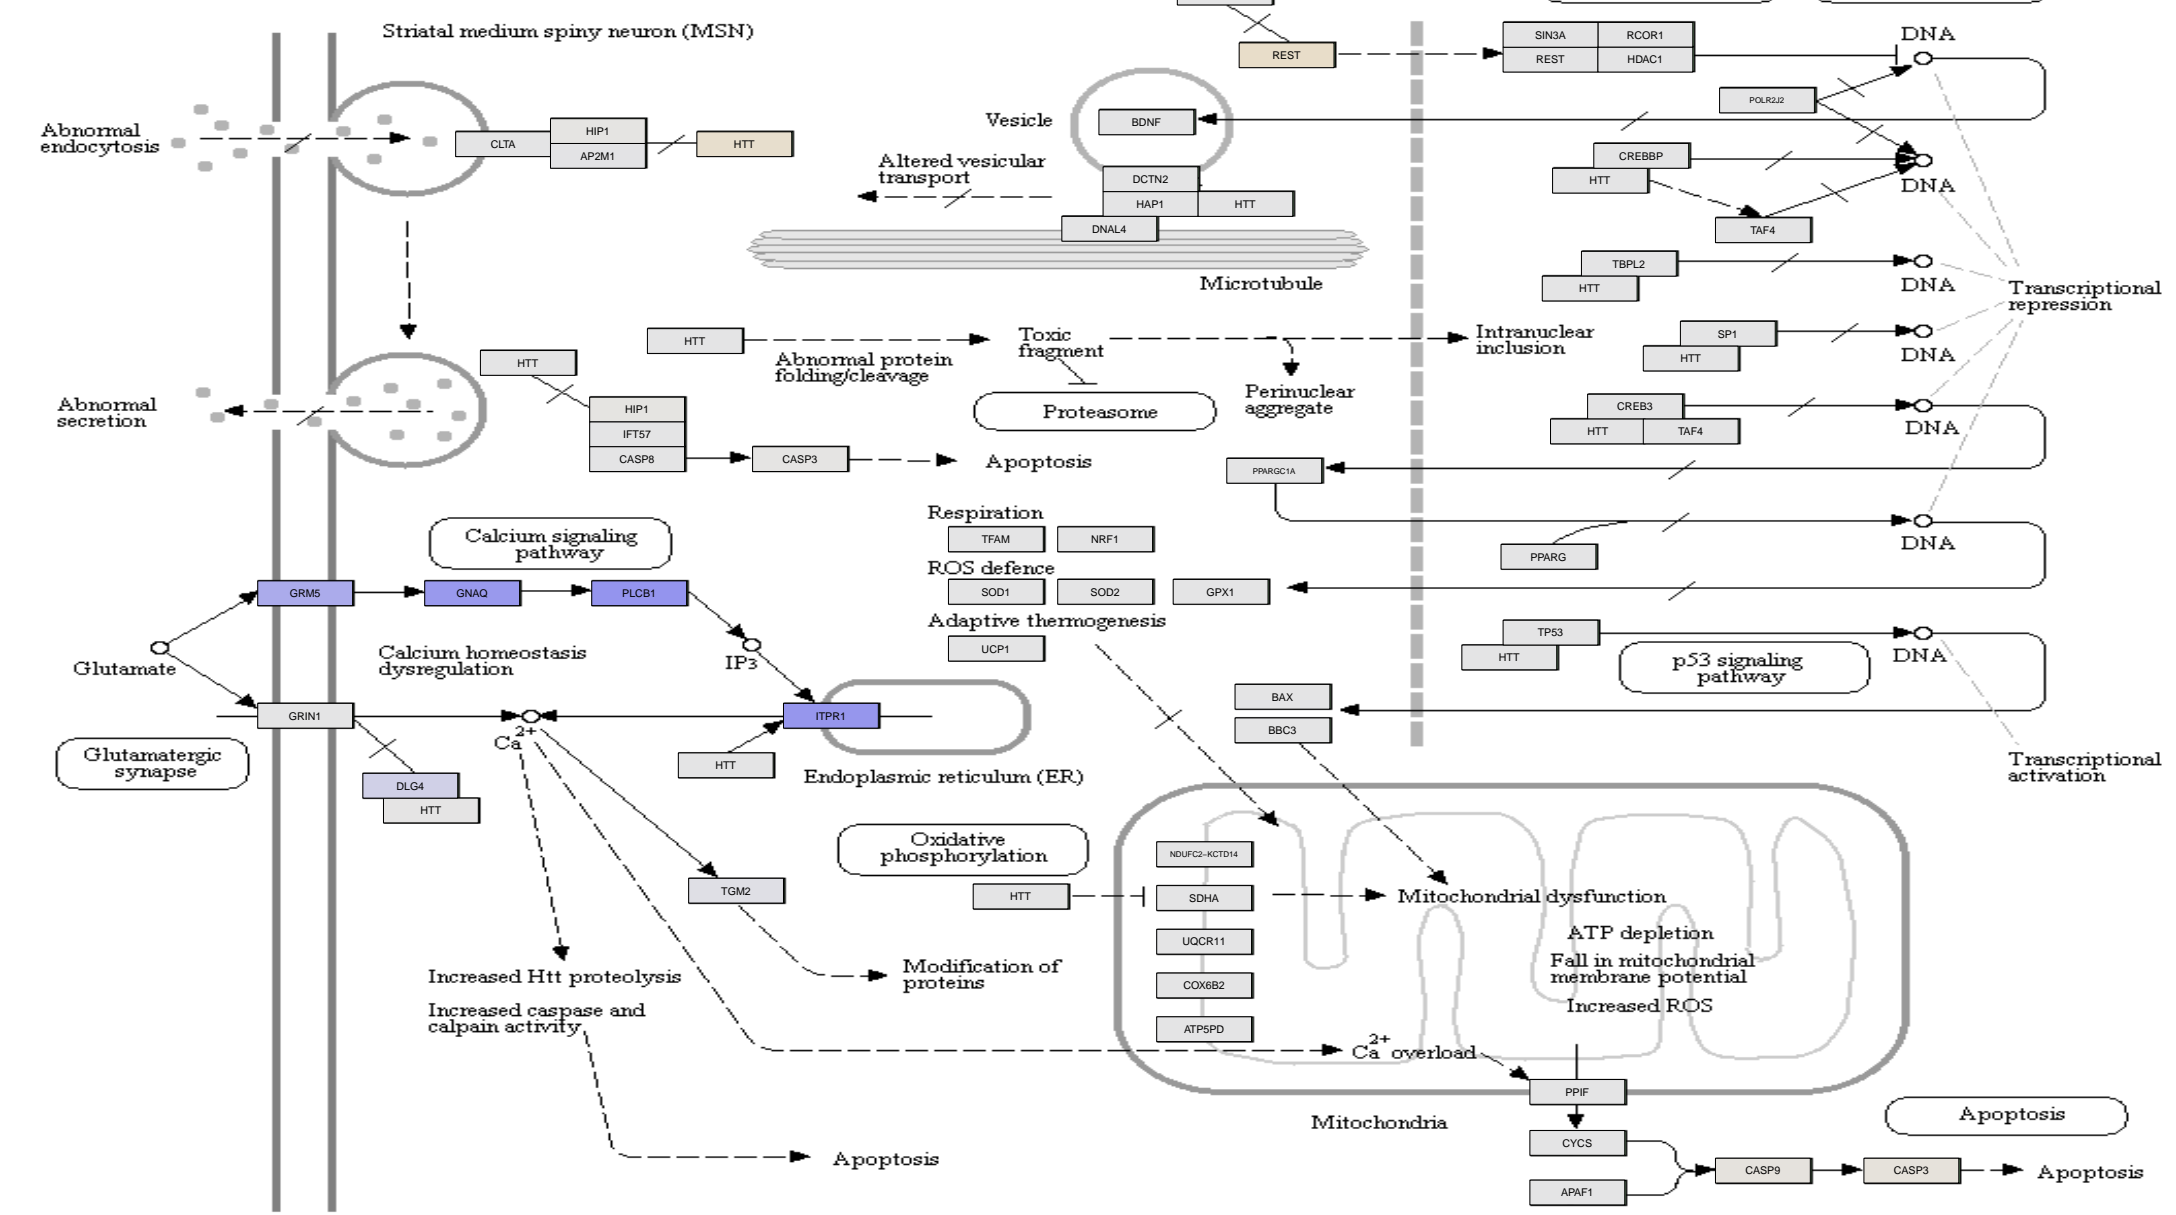 Striatal medium spiny neuron (MSN)
REST
SIN3A
RCOR1
REST
HDAC1
DNA
POLR2J2
Abnormal
endocytosis
CLTA
HIP1
AP2M1
HTT
Vesicle
BDNF
Altered vesicular
transport
DCTN2
HAP1
HTT
DNAL4
Microtubule
CREBBP
HTT
DNA
TAF4
TBPL2
HTT
DNA
Transcriptional
repression
SP1
HTT
DNA
HTT
Abnormal protein
folding/cleavage
Toxic
fragment
Intranuclear
inclusion
Perinuclear
aggregate
Proteasome
HTT
Abnormal
secretion
HIP1
IFT57
CASP8
CASP3
Apoptosis
CREB3
HTT
TAF4
DNA
PPARGC1A
PPARG
DNA
Calcium signaling
pathway
Respiration
TFAM
NRF1
ROS defence
SOD1
SOD2
GPX1
Adaptive thermogenesis
UCP1
GRM5
GNAQ
PLCB1
Glutamate
Calcium homeostasis
dysregulation
IP3
TP53
HTT
DNA
p53 signaling
pathway
GRIN1
Ca2+
ITPR1
HTT
Endoplasmic reticulum (ER)
BAX
BBC3
Glutamatergic
synapse
DLG4
HTT
Transcriptional
activation
Oxidative
phosphorylation
TGM2
HTT
NDUFC2-KCTD14
SDHA
UQCR11
COX6B2
ATP5PD
Mitochondrial dysfunction
ATP depletion
Fall in mitochondrial
membrane potential
Increased ROS
Increased Htt proteolysis
Increased caspase and
calpain activity
Modification of
proteins
Ca2+ overload
PPIF
Mitochondria
CYCS
APAF1
CASP9
CASP3
Apoptosis
Apoptosis
Apoptosis